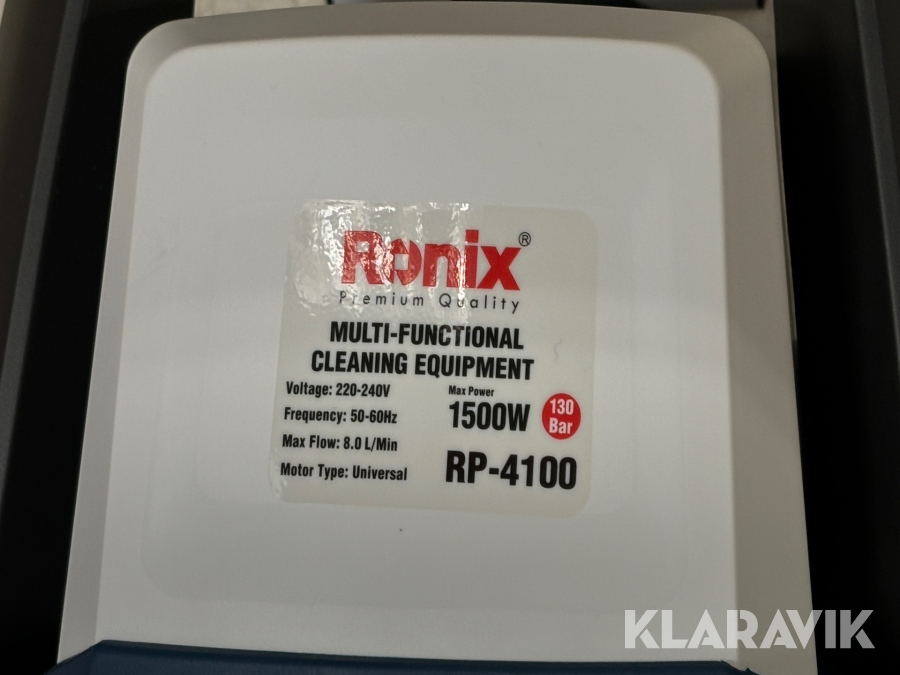 Ronix®
Premium Quality
MULTI-FUNCTIONAL
CLEANING EQUIPMENT
Voltage: 220-240V
Frequency: 50-60Hz
Max Flow: 8.0 L/Min
Motor Type: Universal
Max Power
1500W
130
Bar
RP-4100
KLARAVIK